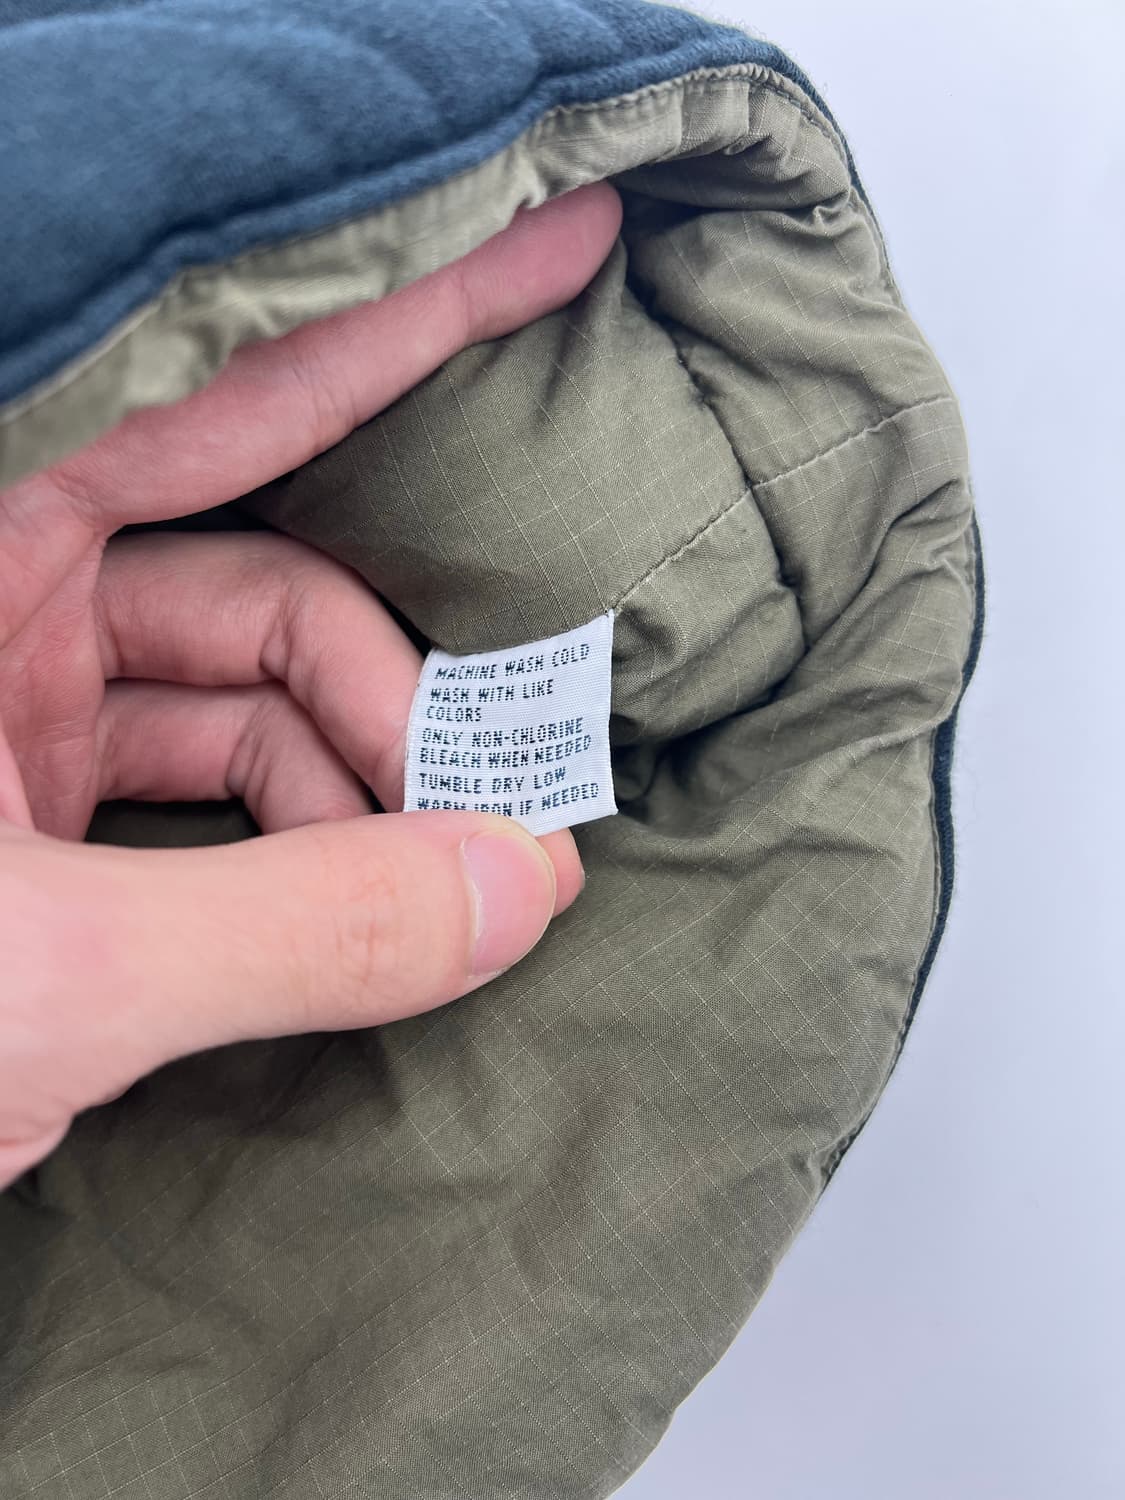 MACHINE WASH COLD
WASH WITH LIKE
COLORS
ONLY NON-CHLORINE
BLEACH WHEN NEEDED
TUMBLE DRY LOW
WARM IRON IF NEEDED